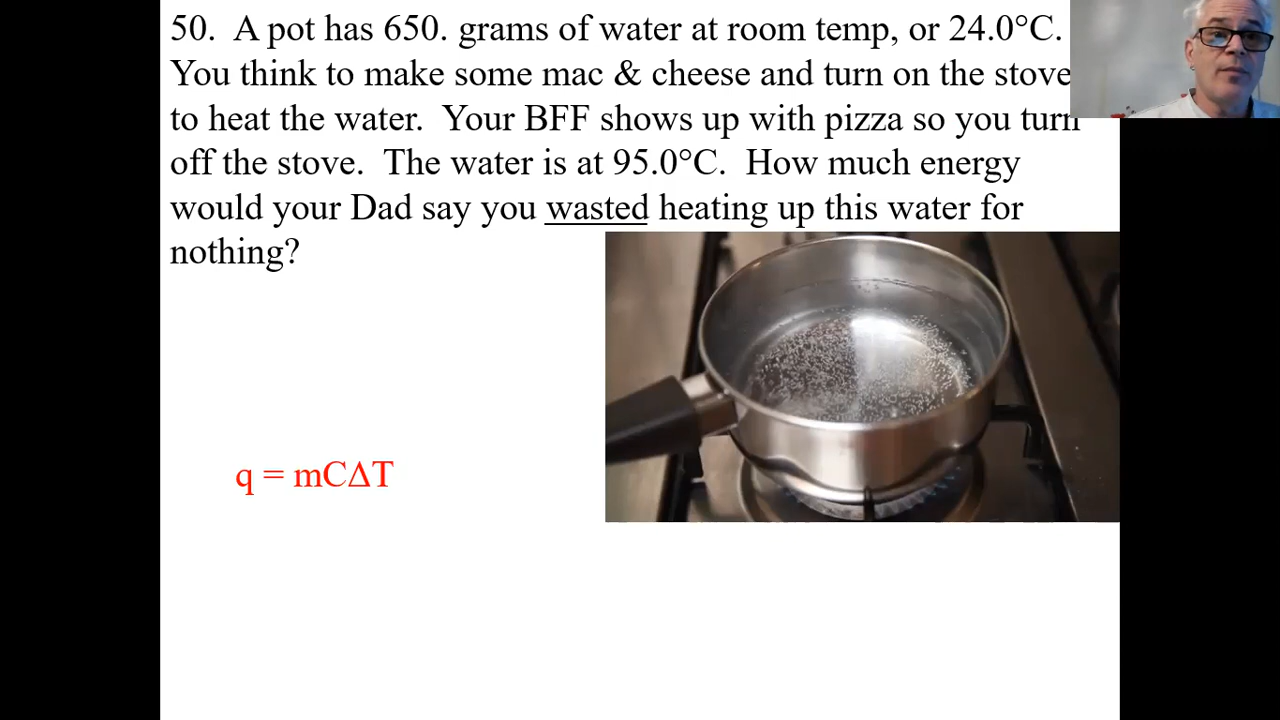 50.  A pot has 650. grams of water at room temp, or 24.0°C.
You think to make some mac & cheese and turn on the stove
to heat the water.  Your BFF shows up with pizza so you turn
off the stove.  The water is at 95.0°C.  How much energy
would your Dad say you wasted heating up this water for
nothing?
q = mCΔT